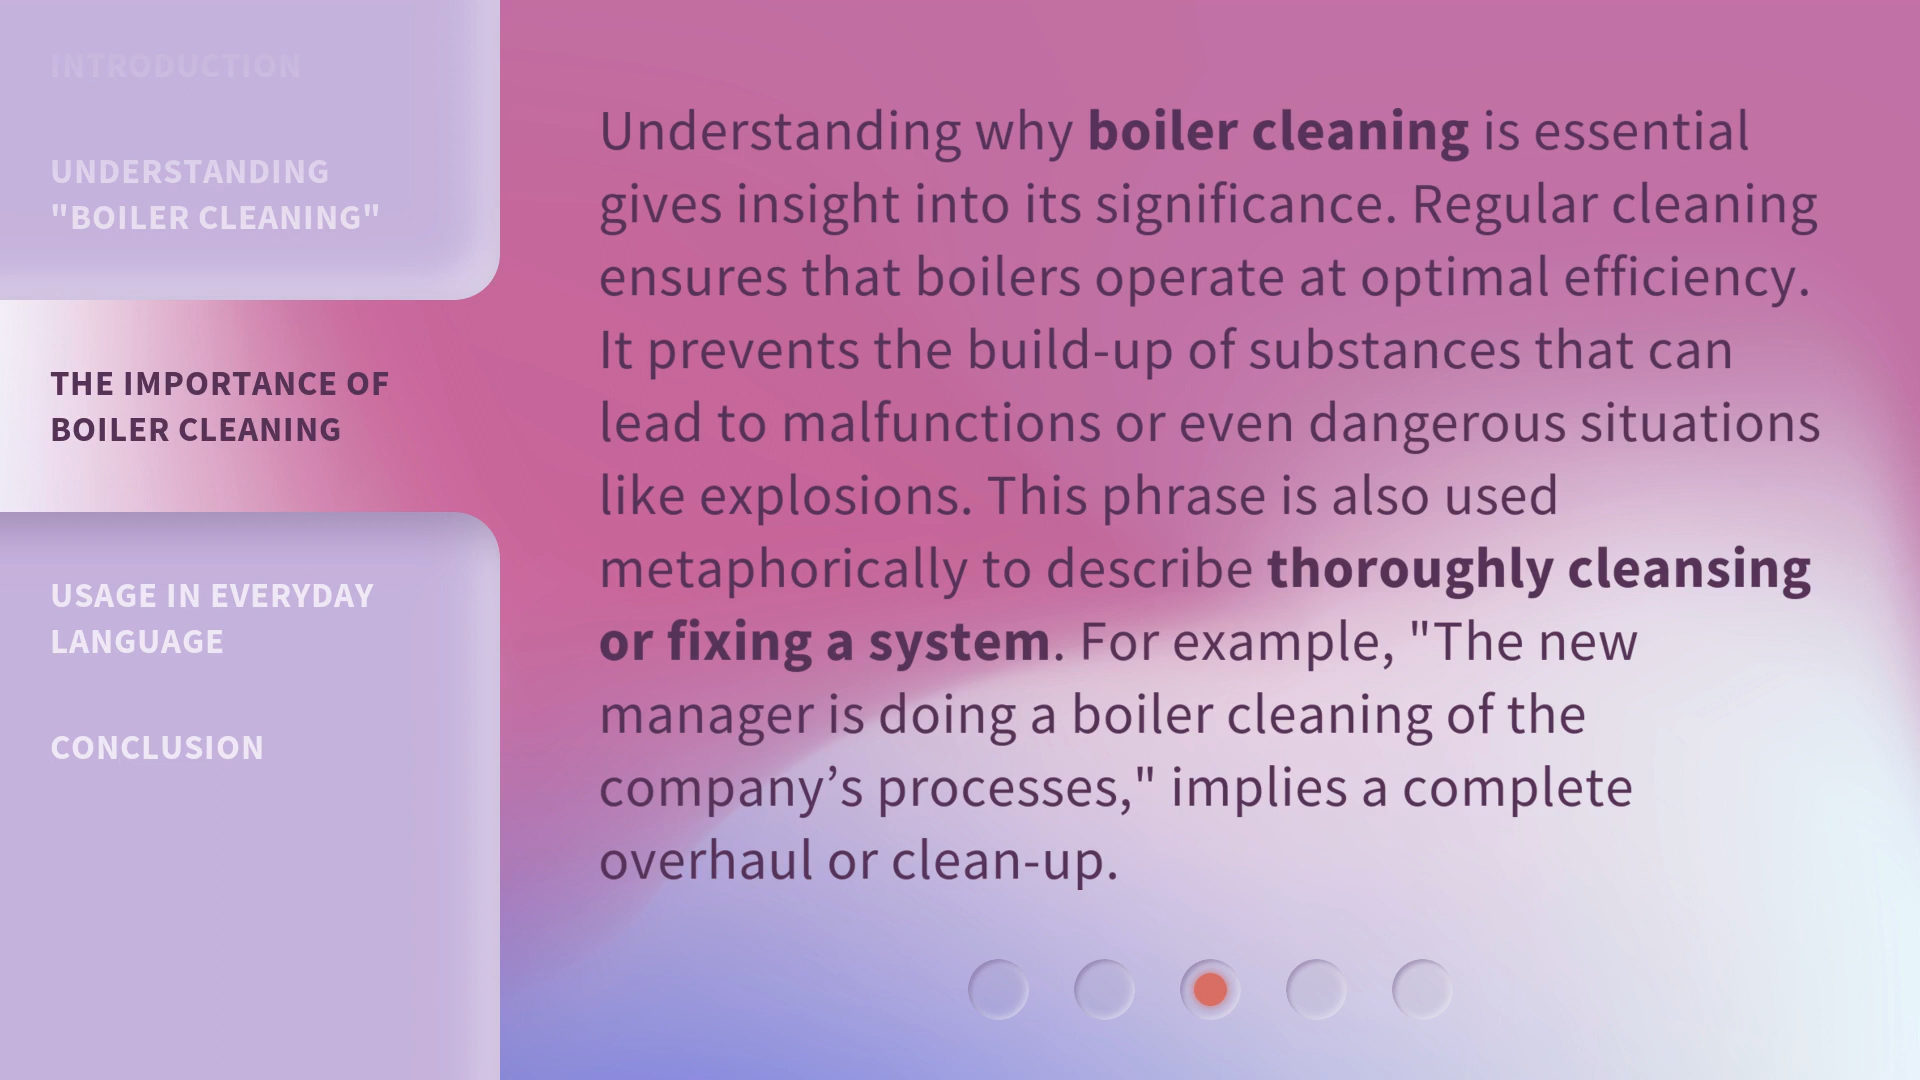 INTRODUCTION
UNDERSTANDING
"BOILER CLEANING"
THE IMPORTANCE OF
BOILER CLEANING
USAGE IN EVERYDAY
LANGUAGE
CONCLUSION
Understanding why boiler cleaning is essential
gives insight into its significance. Regular cleaning
ensures that boilers operate at optimal efficiency.
It prevents the build-up of substances that can
lead to malfunctions or even dangerous situations
like explosions. This phrase is also used
metaphorically to describe thoroughly cleansing
or fixing a system. For example, "The new
manager is doing a boiler cleaning of the
company’s processes," implies a complete
overhaul or clean-up.